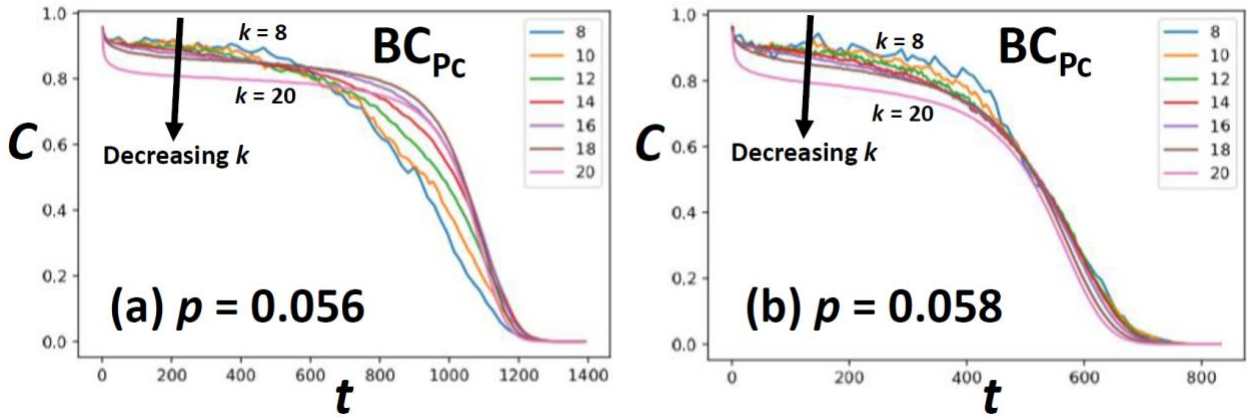 1.0
0.8
0.6
0.4
0.2
0.0
C
0
200
400
600
800
1000
1200
1400
t
k = 8
k = 20
Decreasing k
BCPc
8
10
12
14
16
18
20
(a) p = 0.056
1.0
0.8
0.6
0.4
0.2
0.0
C
0
200
400
600
800
t
k = 8
k = 20
Decreasing k
BCPc
8
10
12
14
16
18
20
(b) p = 0.058